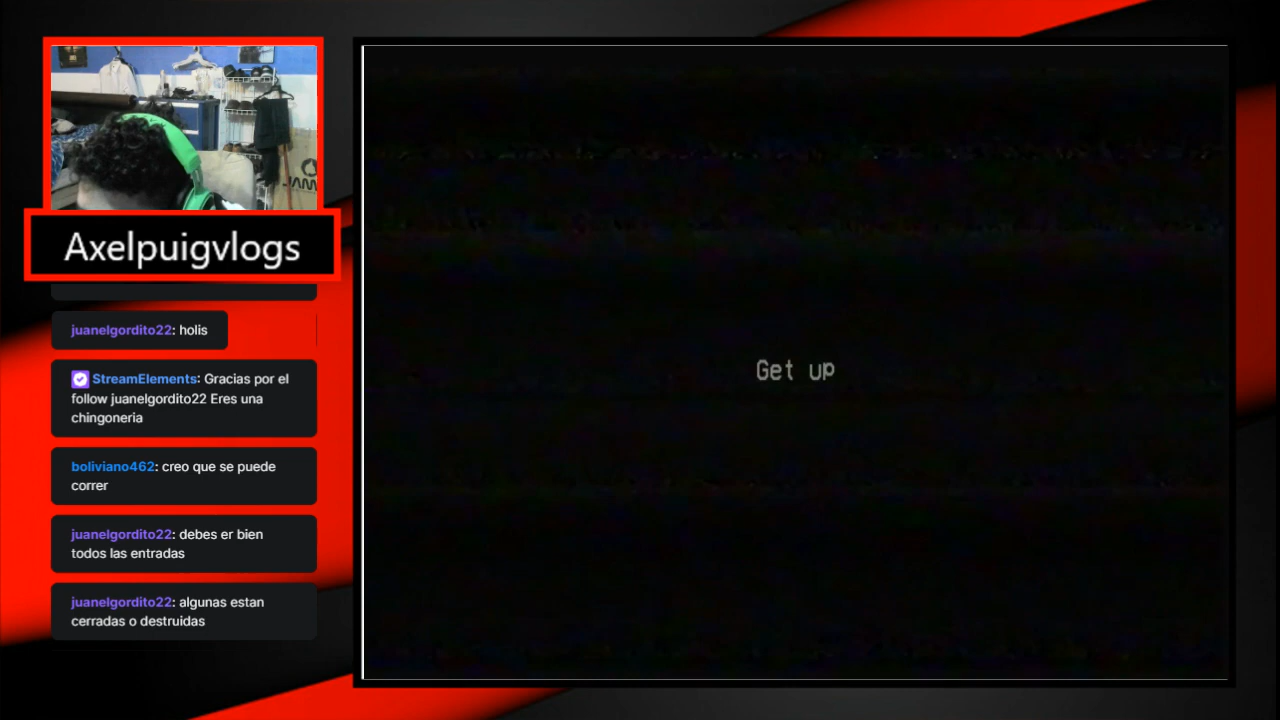 Axelpuigvlogs
juanelgordito22: holis
StreamElements: Gracias por el
follow juanelgordito22 Eres una
chingoneria
boliviano462: creo que se puede
correr
juanelgordito22: debes er bien
todos las entradas
juanelgordito22: algunas estan
cerradas o destruidas
Get up